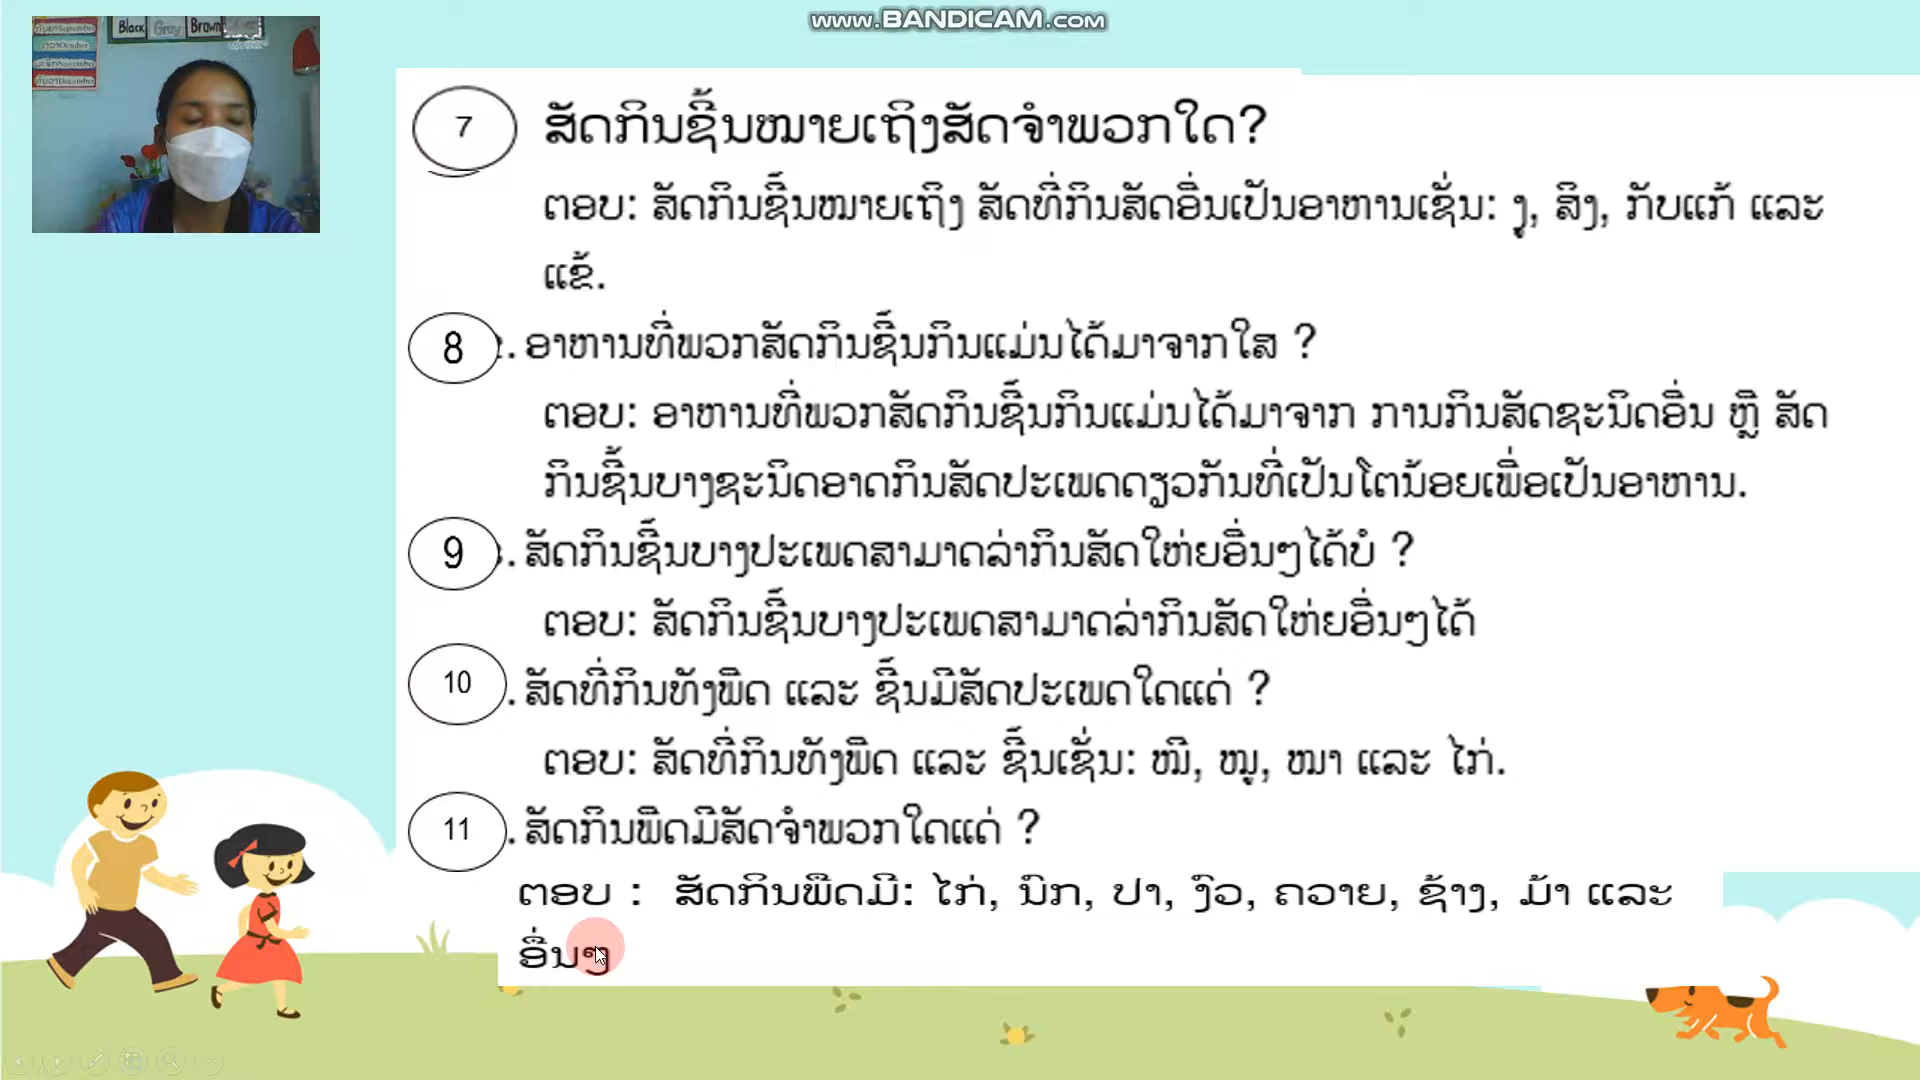 www.BANDICAM.com
Black Gray Brown
7 ສັດກິນຊີ້ນໝາຍເຖິງສັດຈຳພວກໃດ?
ຕອບ: ສັດກິນຊີ້ນໝາຍເຖິງ ສັດທີ່ກິນສັດອື່ນເປັນອາຫານເຊັ່ນ: ງູ, ສິງ, ກັບແກ້ ແລະ
ແຂ້.
8 . ອາຫານທີ່ພວກສັດກິນຊີ້ນກິນແມ່ນໄດ້ມາຈາກໃສ ?
ຕອບ: ອາຫານທີ່ພວກສັດກິນຊີ້ນກິນແມ່ນໄດ້ມາຈາກ ການກິນສັດຊະນິດອື່ນ ຫຼື ສັດ
ກິນຊີ້ນບາງຊະນິດອາດກິນສັດປະເພດດຽວກັນທີ່ເປັນໂຕນ້ອຍເພື່ອເປັນອາຫານ.
9 . ສັດກິນຊີ້ນບາງປະເພດສາມາດລ່າກິນສັດໃຫ່ຍອື່ນໆໄດ້ບໍ ?
ຕອບ: ສັດກິນຊີ້ນບາງປະເພດສາມາດລ່າກິນສັດໃຫ່ຍອື່ນໆໄດ້
10 . ສັດທີ່ກິນທັງພືດ ແລະ ຊີ້ນມີສັດປະເພດໃດແດ່ ?
ຕອບ: ສັດທີ່ກິນທັງພືດ ແລະ ຊີ້ນເຊັ່ນ: ໝີ, ໝູ, ໝາ ແລະ ໄກ່.
11 . ສັດກິນພືດມີສັດຈຳພວກໃດແດ່ ?
ຕອບ : ສັດກິນພືດມີ: ໄກ່, ນົກ, ປາ, ງົວ, ຄວາຍ, ຊ້າງ, ມ້າ ແລະ
ອື່ນໆ